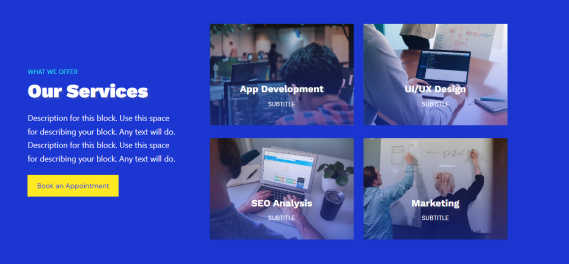 WHAT WE OFFER
Our Services
Description for this block. Use this space
for describing your block. Any text will do.
Description for this block. Use this space
for describing your block. Any text will do.
Book an Appointment
App Development
SUBTITLE
UI/UX Design
SUBTITLE
SEO Analysis
SUBTITLE
Marketing
SUBTITLE